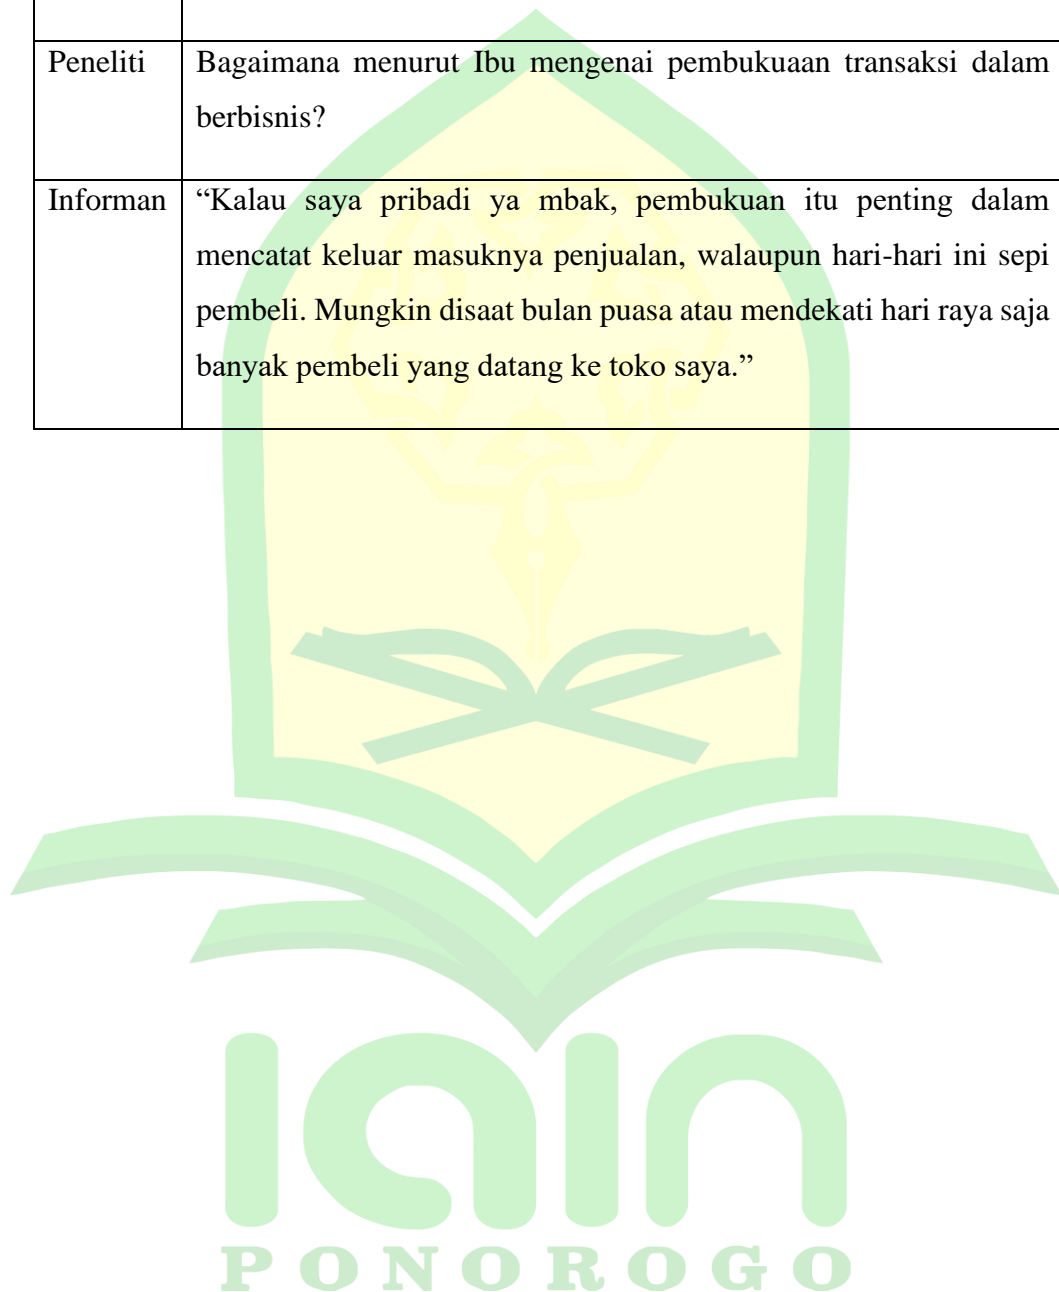 Peneliti
Bagaimana menurut Ibu mengenai pembukuaan transaksi dalam
berbisnis?
Informan
“Kalau saya pribadi ya mbak, pembukuan itu penting dalam
mencatat keluar masuknya penjualan, walaupun hari-hari ini sepi
pembeli. Mungkin disaat bulan puasa atau mendekati hari raya saja
banyak pembeli yang datang ke toko saya.”
iain
PONOROGO